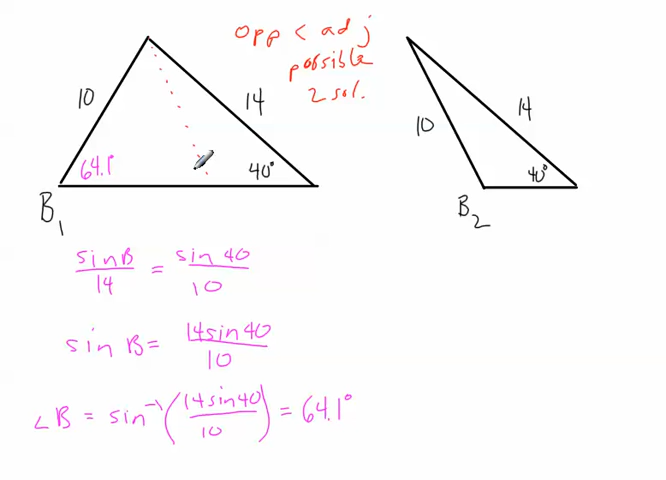 opp < adj
possible
2 sol.
10
14
64.1°
40°
B₁
10
14
40°
B₂
sin B / 14 = sin 40 / 10
sin B = 14 sin 40 / 10
∠B = sin⁻¹ (14 sin 40 / 10) = 64.1°